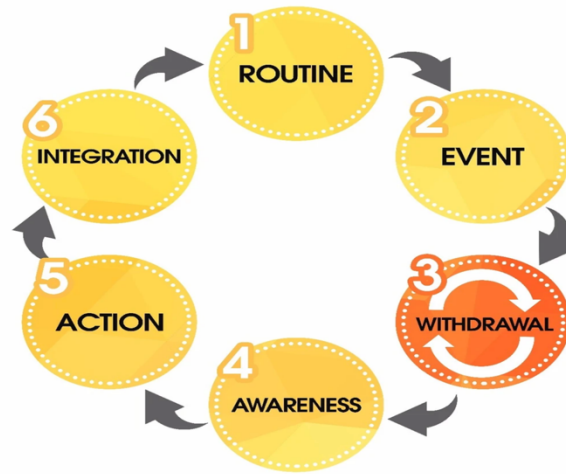 1
ROUTINE
2
EVENT
3
WITHDRAWAL
4
AWARENESS
5
ACTION
6
INTEGRATION